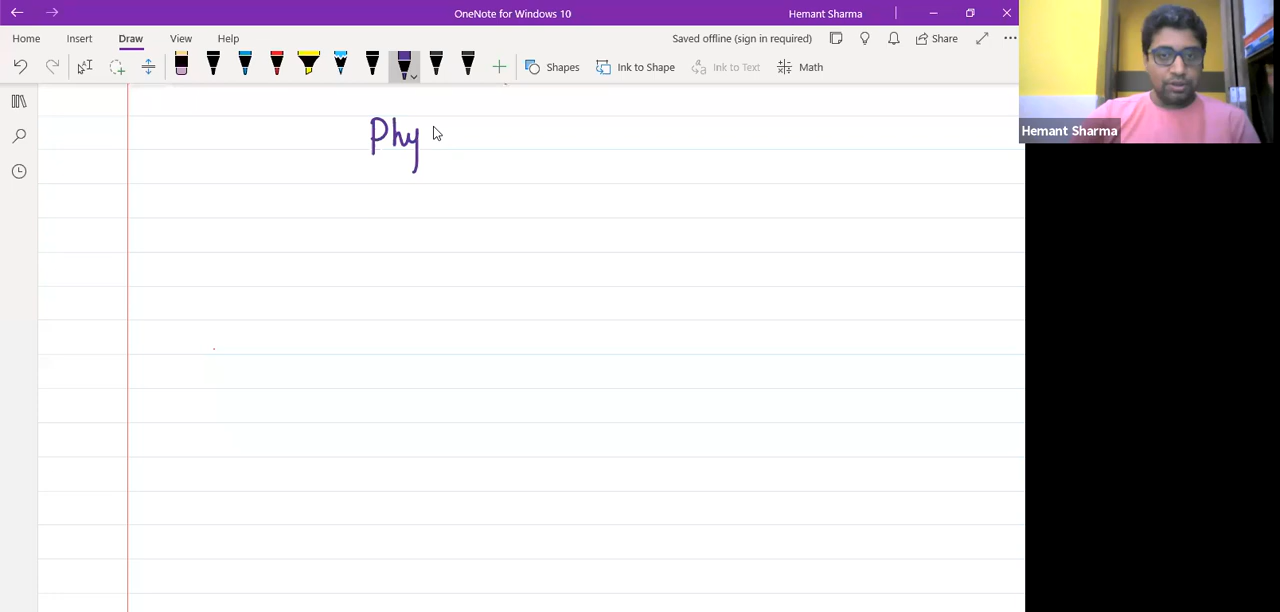 OneNote for Windows 10
Hemant Sharma
Home Insert Draw View Help
Saved offline (sign in required)
Share
Shapes
Ink to Shape
Ink to Text
Math
Hemant Sharma
Phy